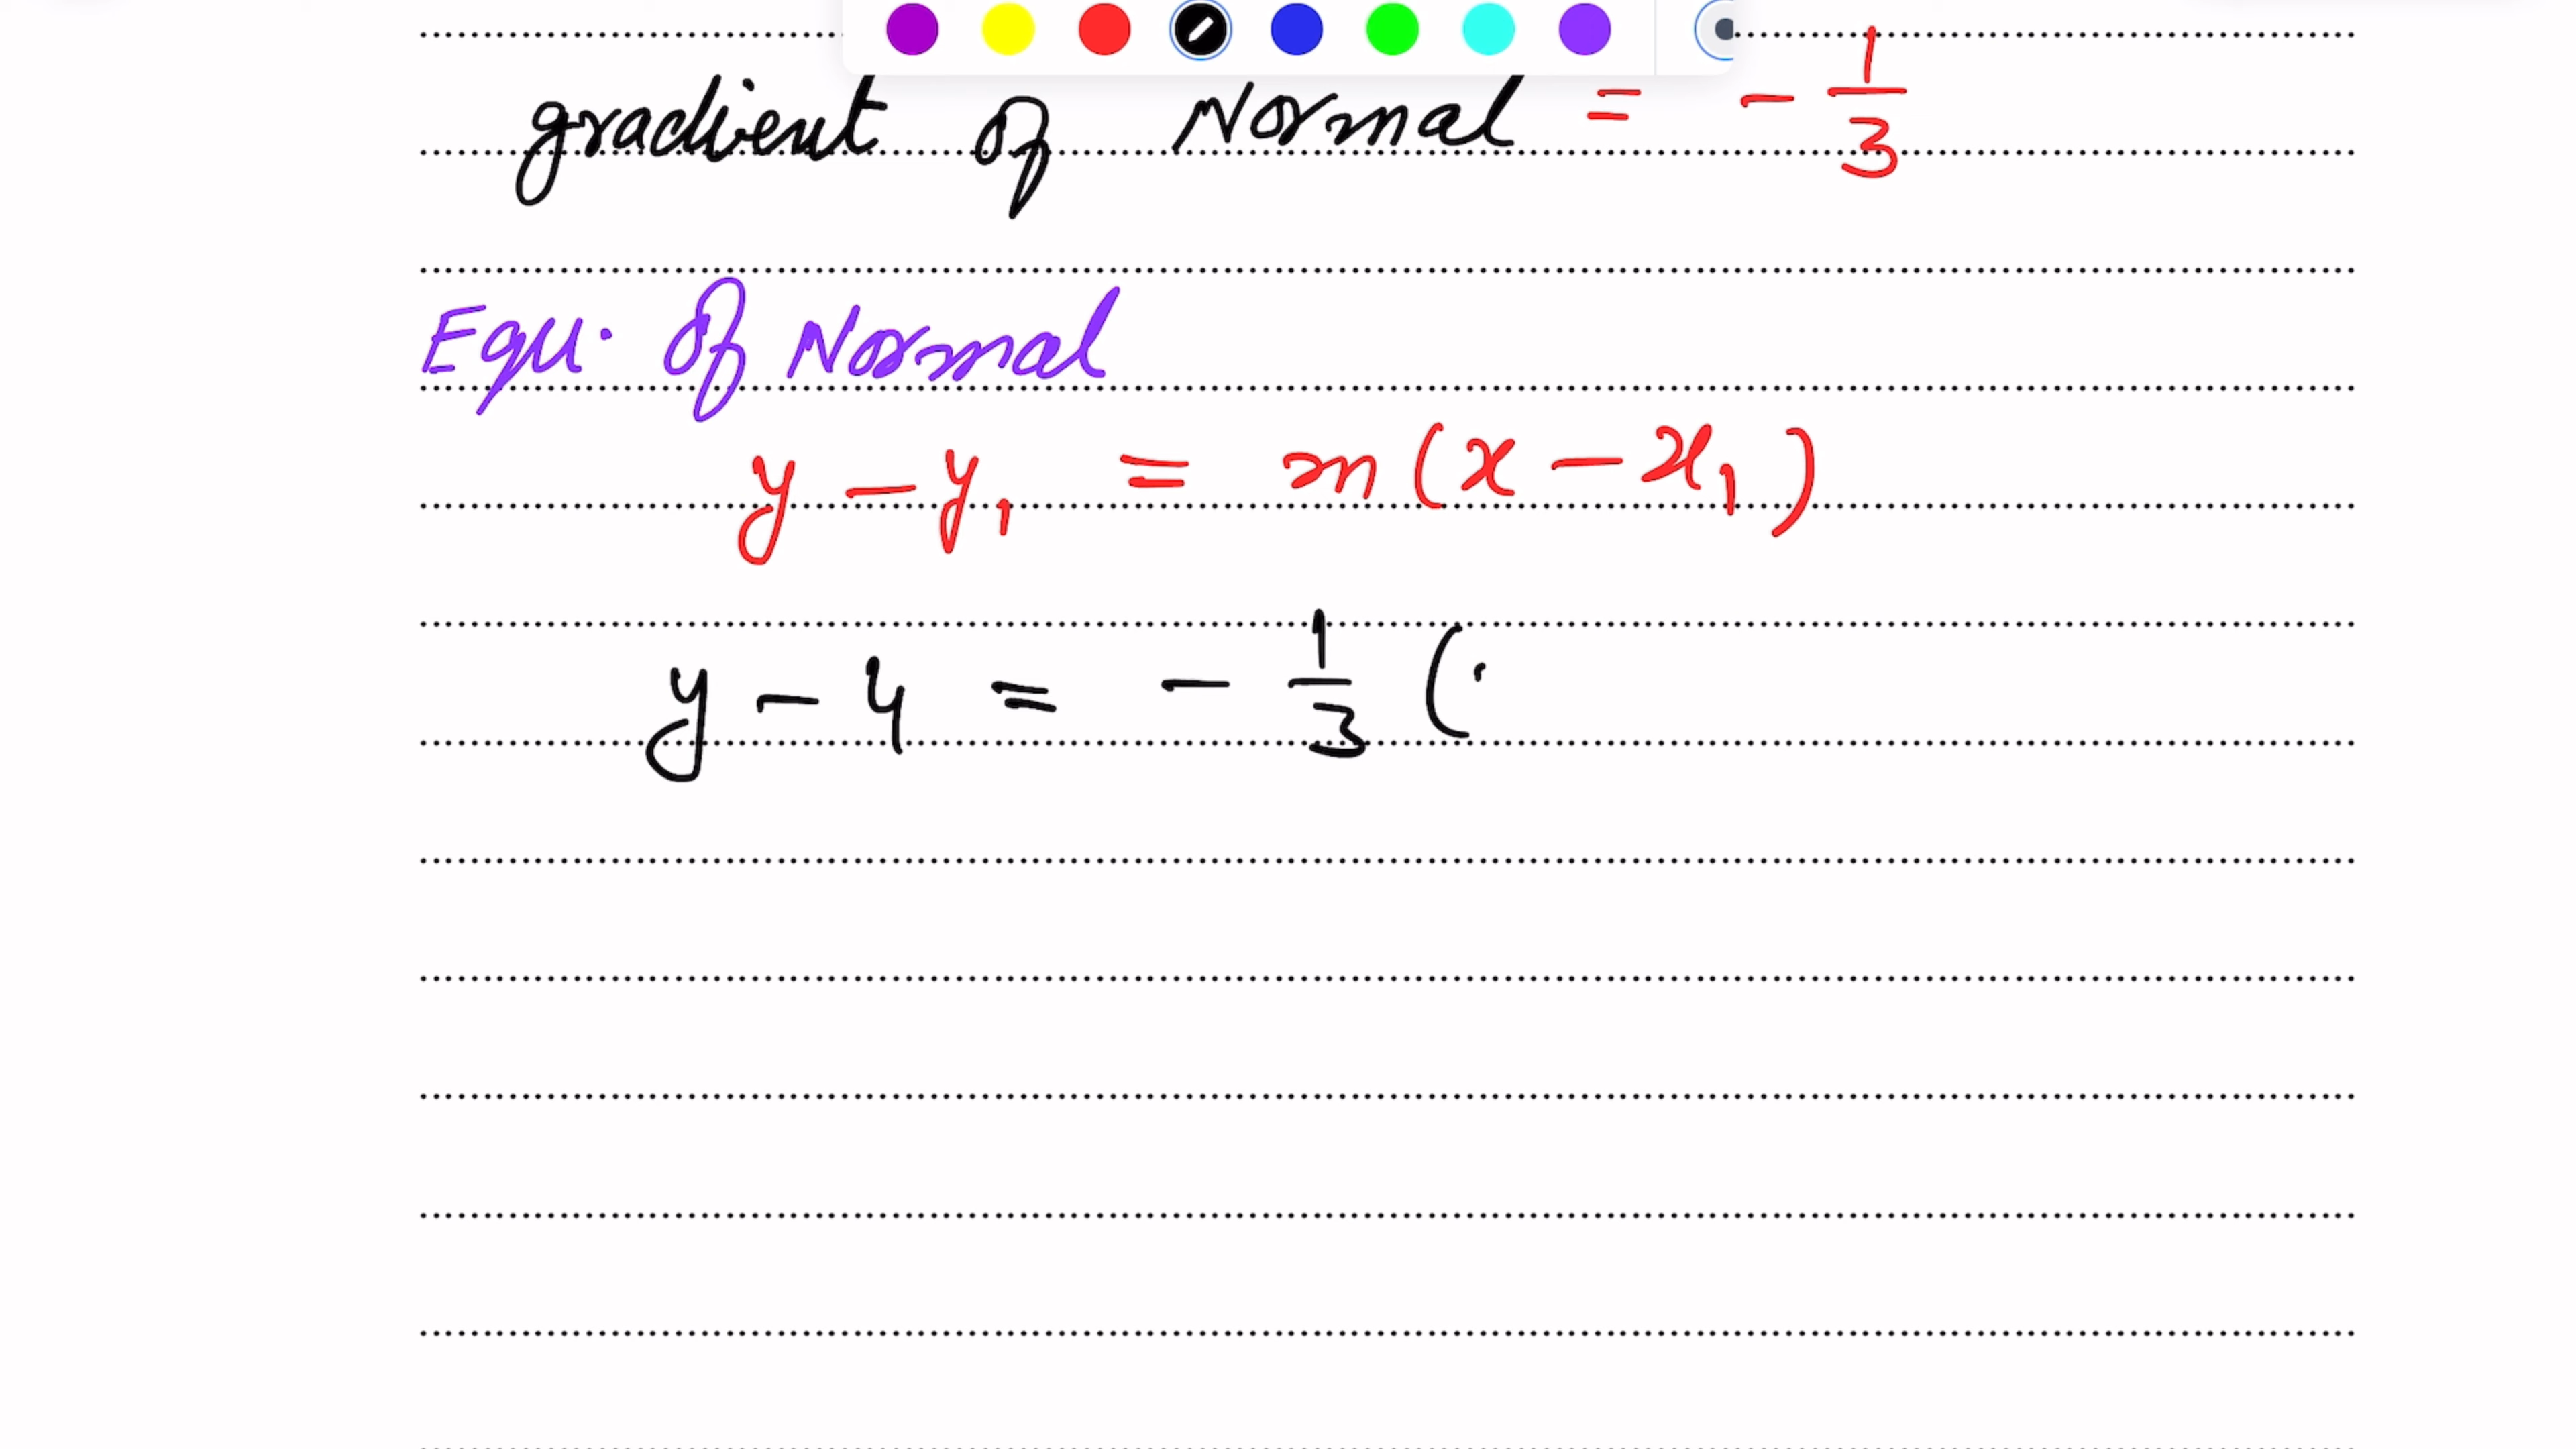 gradient of Normal = - 1/3
Equ. Of Normal
y - y₁ = m(x - x₁)
y - 4 = - 1/3 (